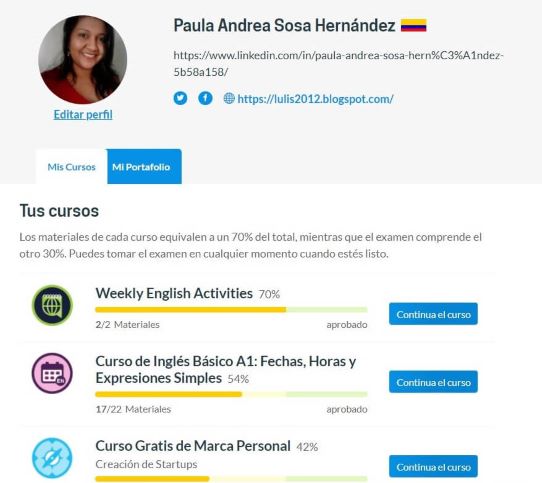 Paula Andrea Sosa Hernández
https://www.linkedin.com/in/paula-andrea-sosa-hern%C3%A1ndez-
5b58a158/
https://lulis2012.blogspot.com/
Editar perfil
Mis Cursos
Mi Portafolio
Tus cursos
Los materiales de cada curso equivalen a un 70% del total, mientras que el examen comprende el
otro 30%. Puedes tomar el examen en cualquier momento cuando estés listo.
Weekly English Activities 70%
Continua el curso
2/2 Materiales aprobado
Curso de Inglés Básico A1: Fechas, Horas y
Expresiones Simples 54%
Continua el curso
17/22 Materiales aprobado
EN
Curso Gratis de Marca Personal 42%
Creación de Startups
Continua el curso